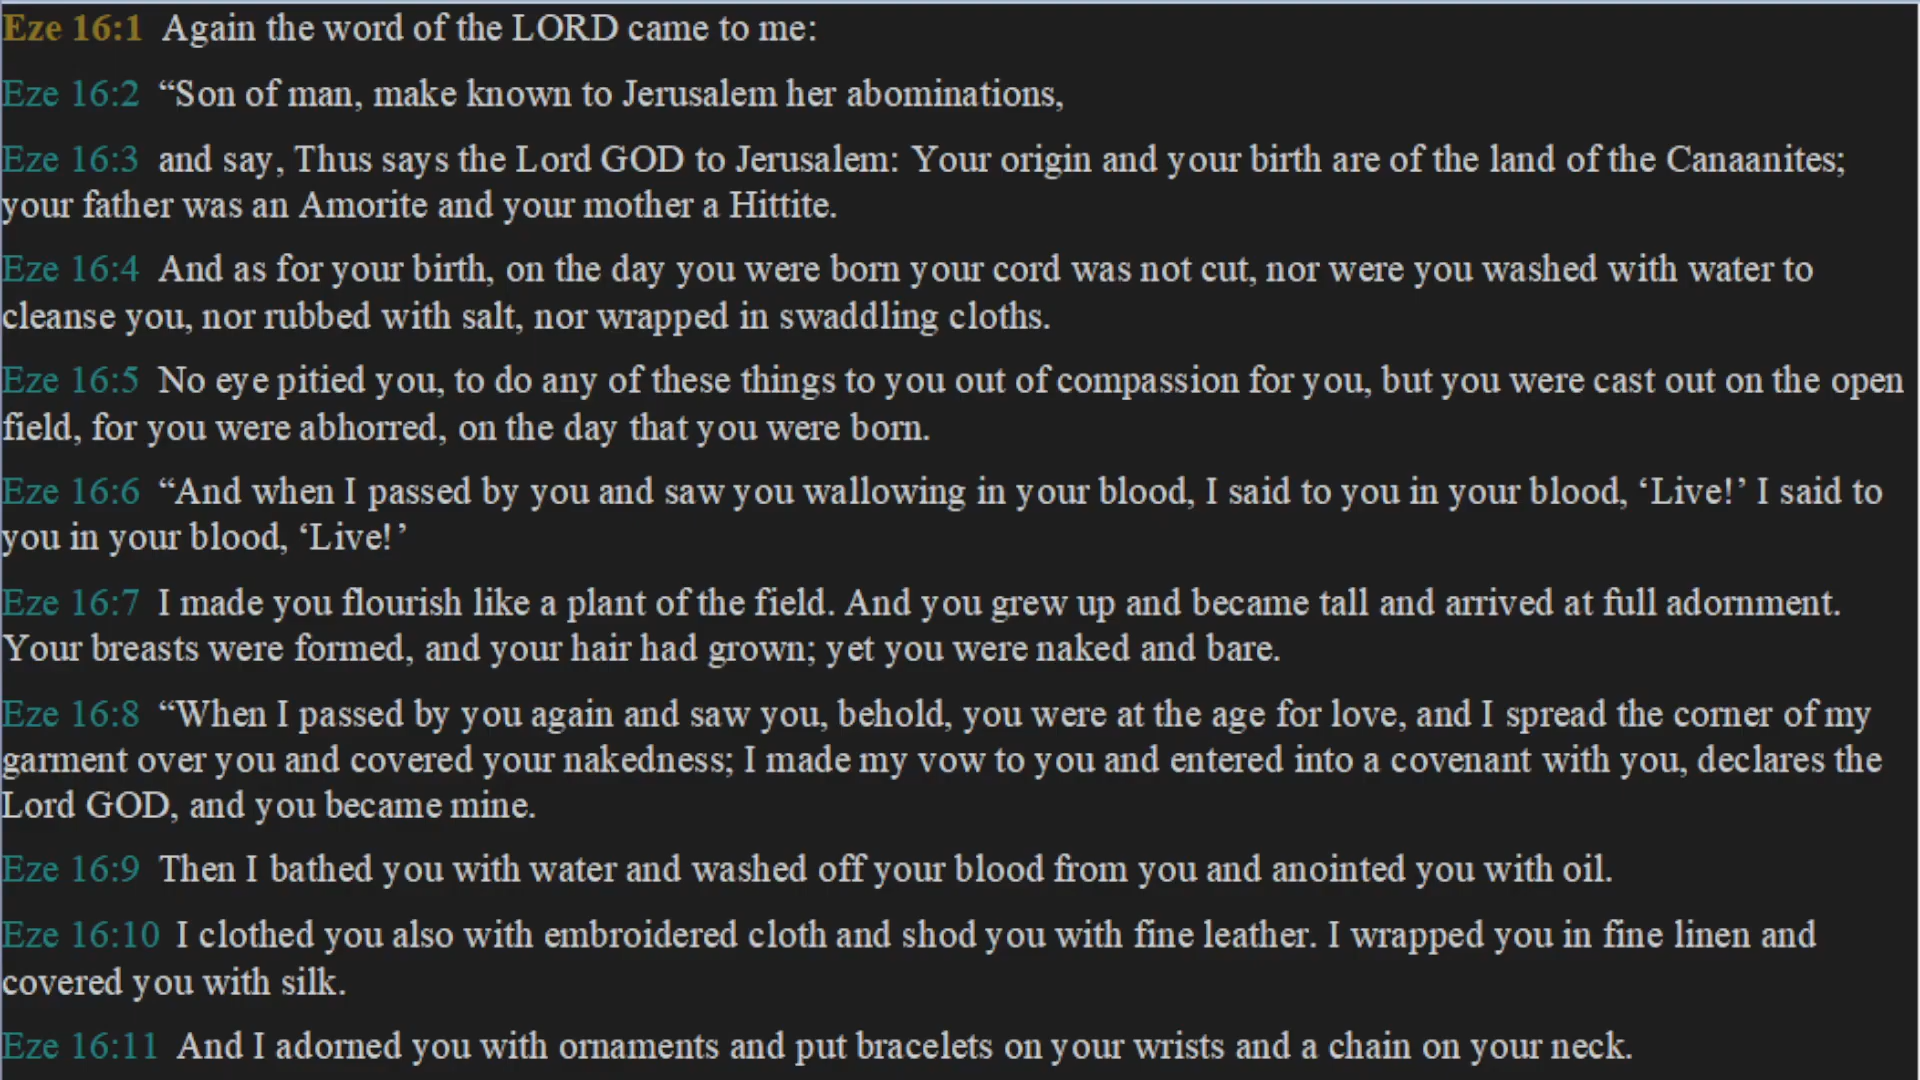 Eze 16:1 Again the word of the LORD came to me:
Eze 16:2 “Son of man, make known to Jerusalem her abominations,
Eze 16:3 and say, Thus says the Lord GOD to Jerusalem: Your origin and your birth are of the land of the Canaanites;
your father was an Amorite and your mother a Hittite.
Eze 16:4 And as for your birth, on the day you were born your cord was not cut, nor were you washed with water to
cleanse you, nor rubbed with salt, nor wrapped in swaddling cloths.
Eze 16:5 No eye pitied you, to do any of these things to you out of compassion for you, but you were cast out on the open
field, for you were abhorred, on the day that you were born.
Eze 16:6 “And when I passed by you and saw you wallowing in your blood, I said to you in your blood, ‘Live!’ I said to
you in your blood, ‘Live!’
Eze 16:7 I made you flourish like a plant of the field. And you grew up and became tall and arrived at full adornment.
Your breasts were formed, and your hair had grown; yet you were naked and bare.
Eze 16:8 “When I passed by you again and saw you, behold, you were at the age for love, and I spread the corner of my
garment over you and covered your nakedness; I made my vow to you and entered into a covenant with you, declares the
Lord GOD, and you became mine.
Eze 16:9 Then I bathed you with water and washed off your blood from you and anointed you with oil.
Eze 16:10 I clothed you also with embroidered cloth and shod you with fine leather. I wrapped you in fine linen and
covered you with silk.
Eze 16:11 And I adorned you with ornaments and put bracelets on your wrists and a chain on your neck.